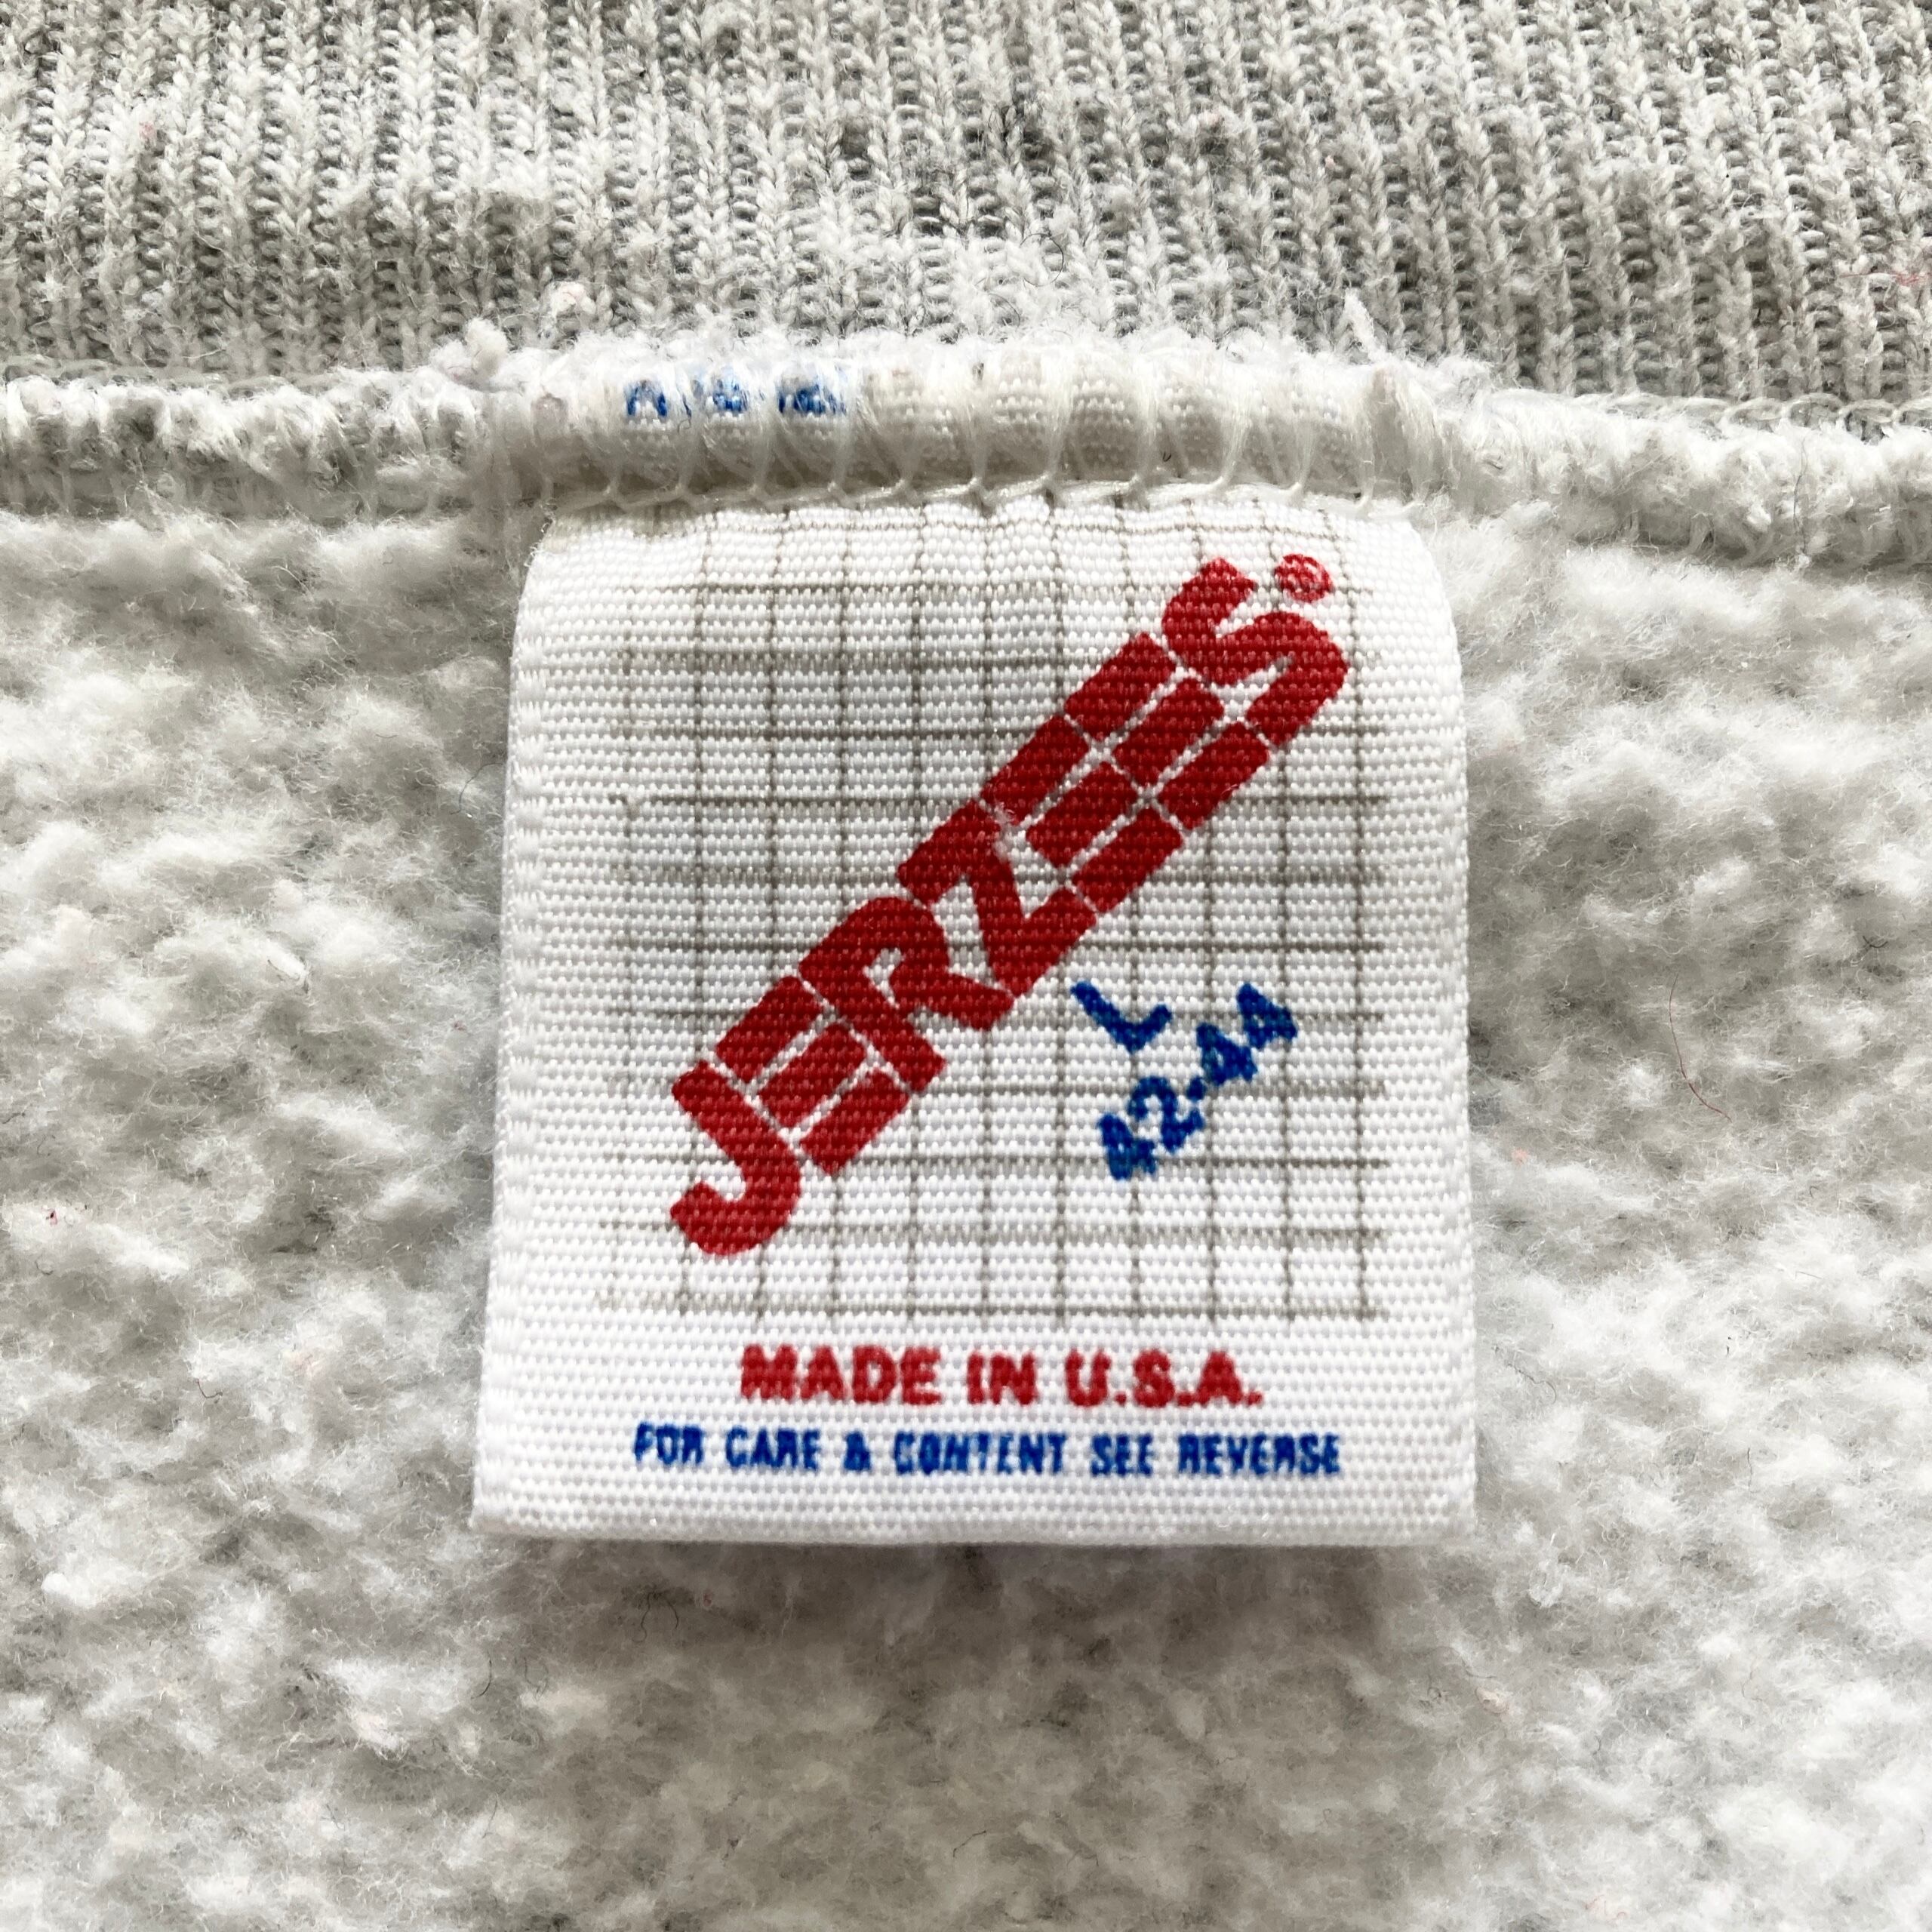 JERZEES®
L
42-44
MADE IN U.S.A.
FOR CARE & CONTENT SEE REVERSE